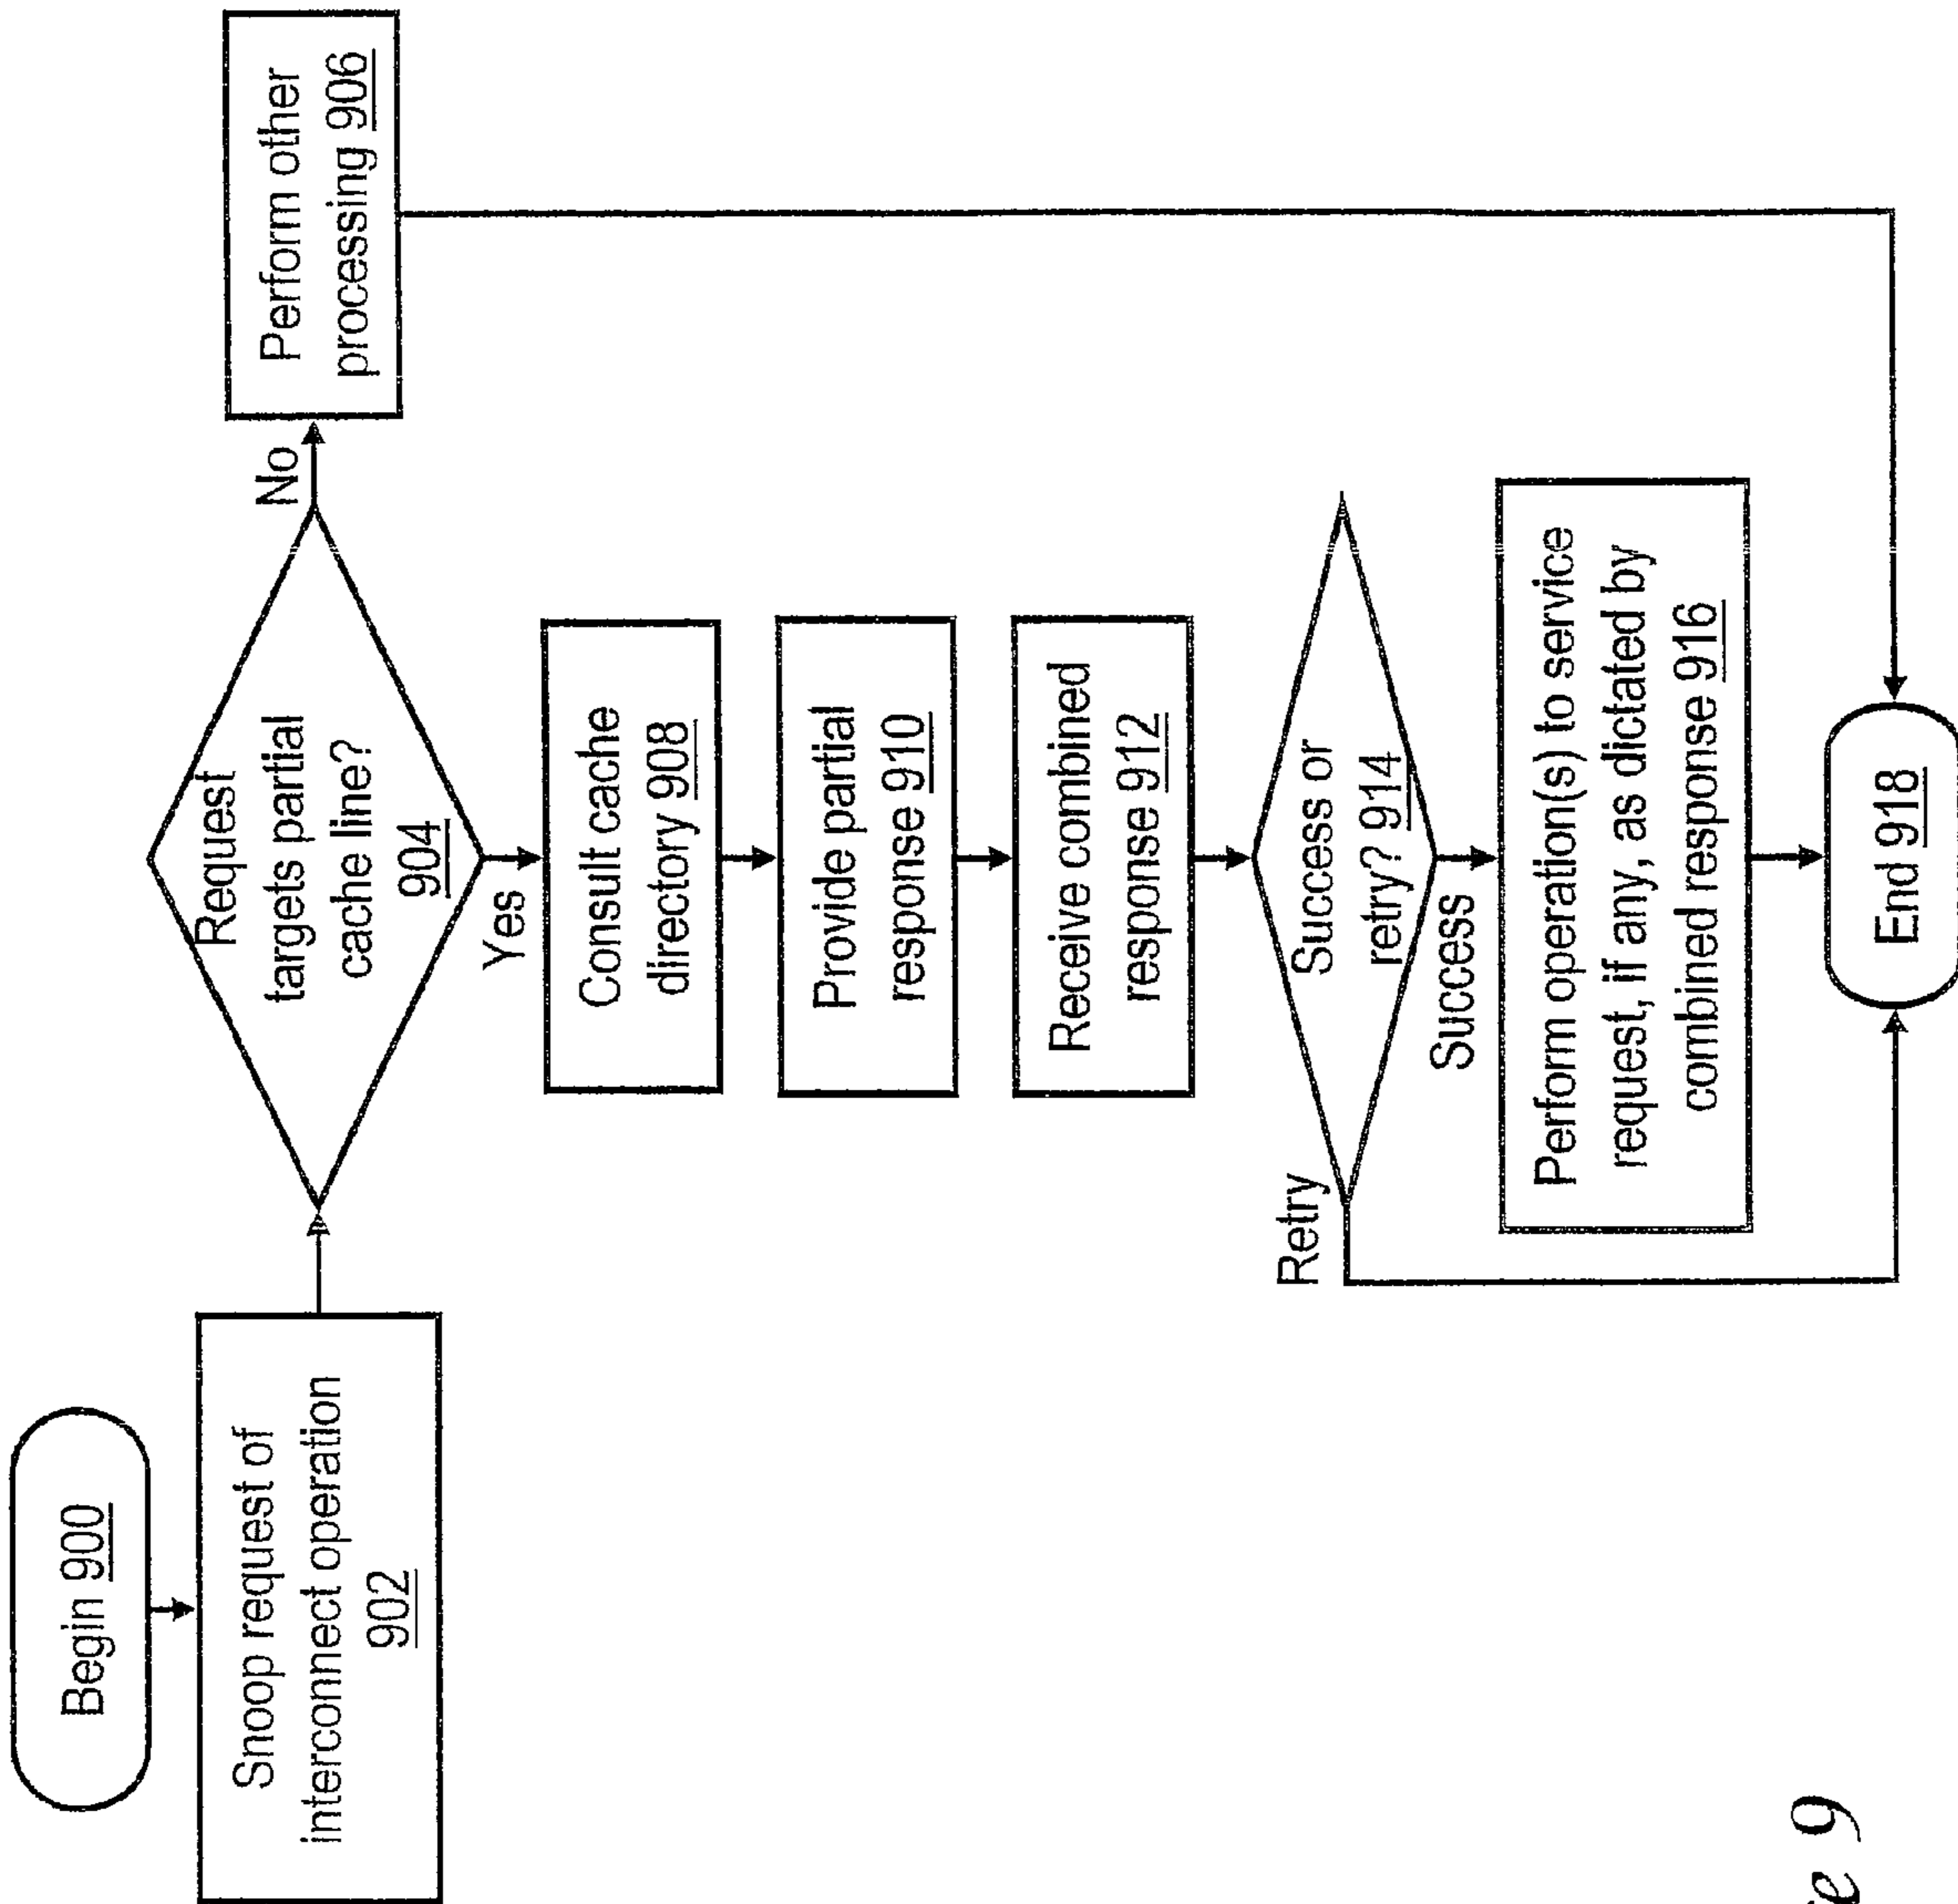 Begin 900
Snoop request of
interconnect operation
902
Request
targets partial
cache line?
904
No
Perform other
processing 906
Yes
Consult cache
directory 908
Provide partial
response 910
Receive combined
response 912
Success or
retry? 914
Retry
Success
Perform operation(s) to service
request, if any, as dictated by
combined response 916
End 918
9